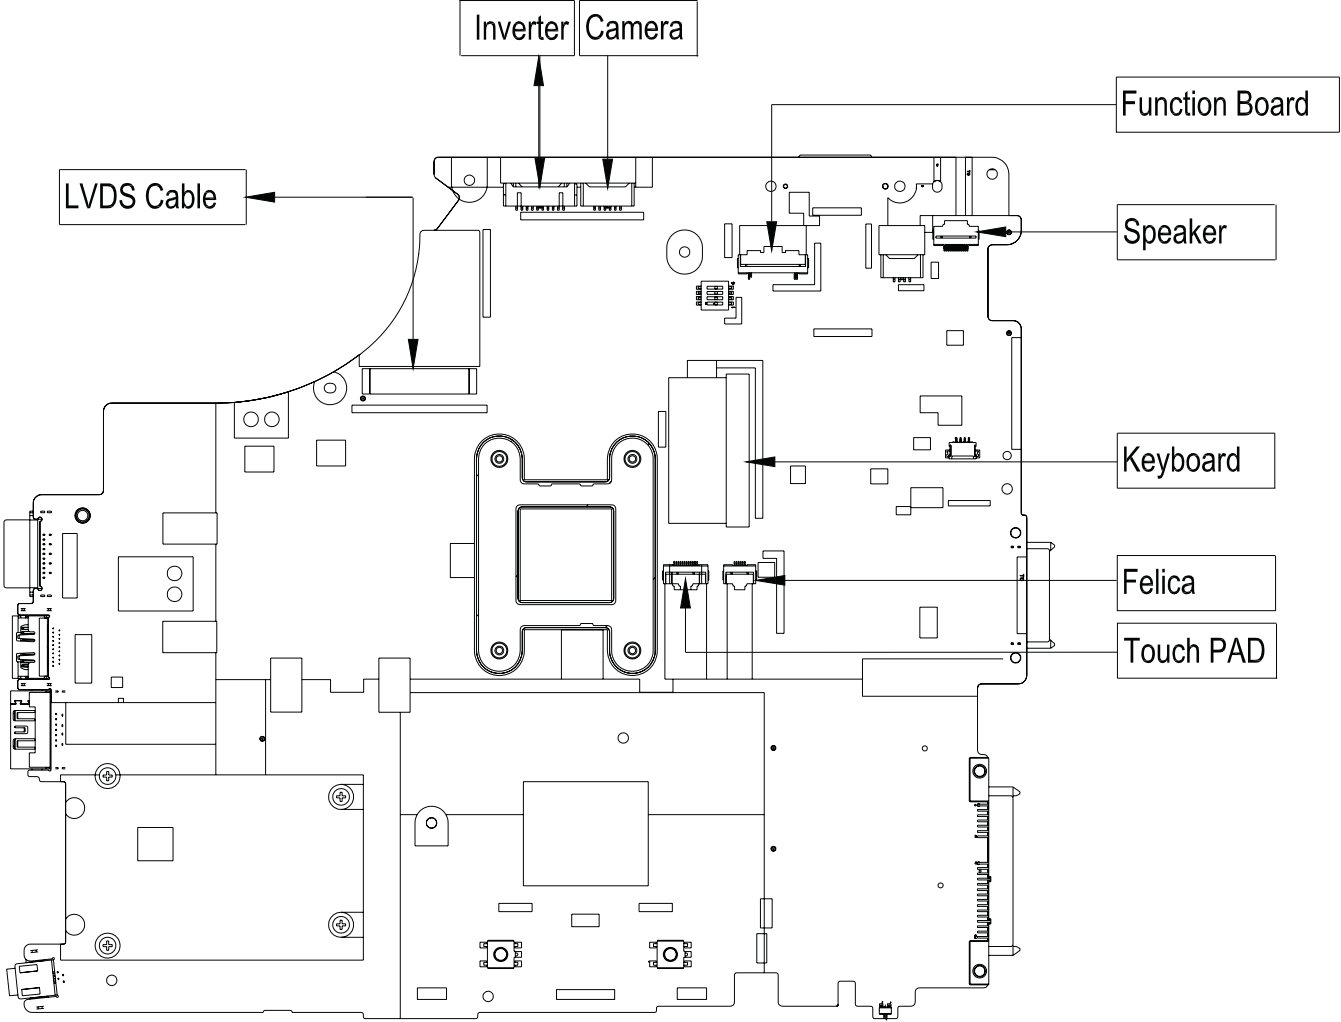 Inverter
Camera
Function Board
LVDS Cable
Speaker
Keyboard
Felica
Touch PAD